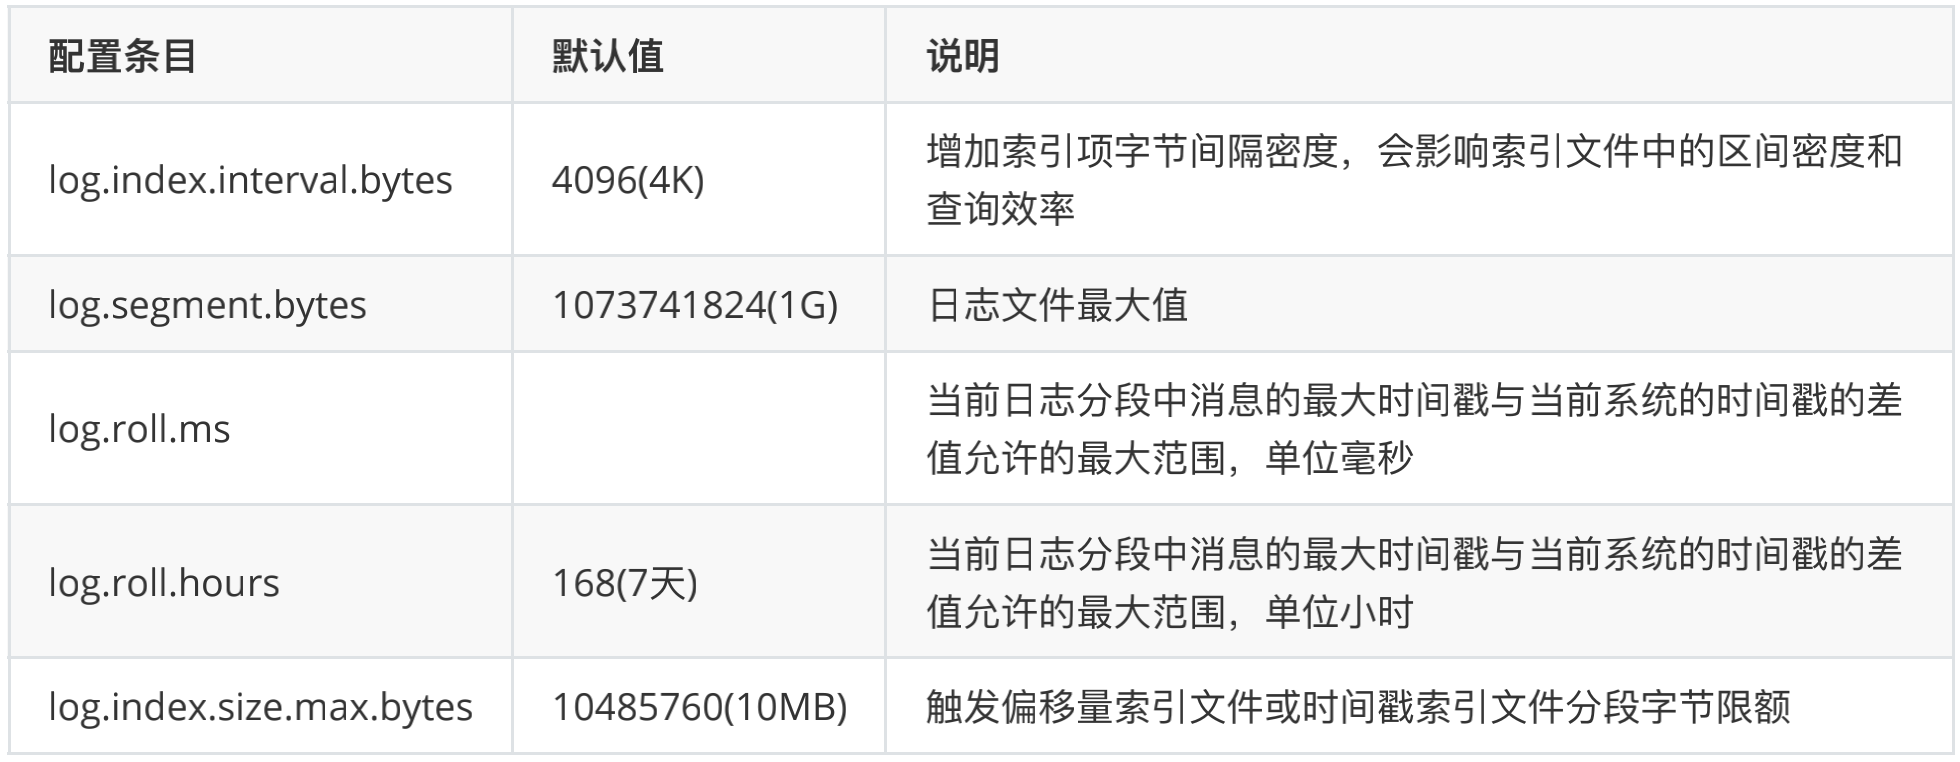 配置条目 默认值 说明
log.index.interval.bytes 4096(4K) 增加索引项字节间隔密度，会影响索引文件中的区间密度和
查询效率
log.segment.bytes 1073741824(1G) 日志文件最大值
log.roll.ms 当前日志分段中消息的最大时间戳与当前系统的时间戳的差
值允许的最大范围，单位毫秒
log.roll.hours 168(7天) 当前日志分段中消息的最大时间戳与当前系统的时间戳的差
值允许的最大范围，单位小时
log.index.size.max.bytes 10485760(10MB) 触发偏移量索引文件或时间戳索引文件分段字节限额